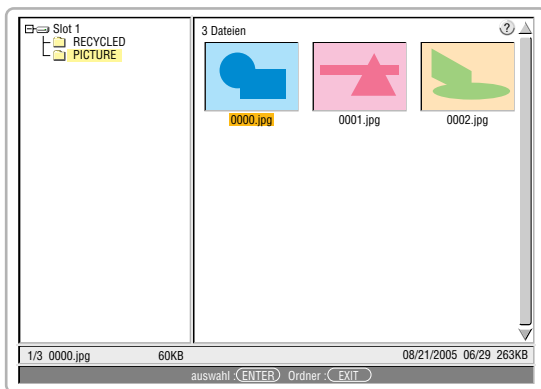 Slot 1
RECYCLED
PICTURE
3 Dateien
?
0000.jpg 0001.jpg 0002.jpg
1/3 0000.jpg 60KB 08/21/2005 06/29 263KB
auswahl :ENTER Ordner :EXIT